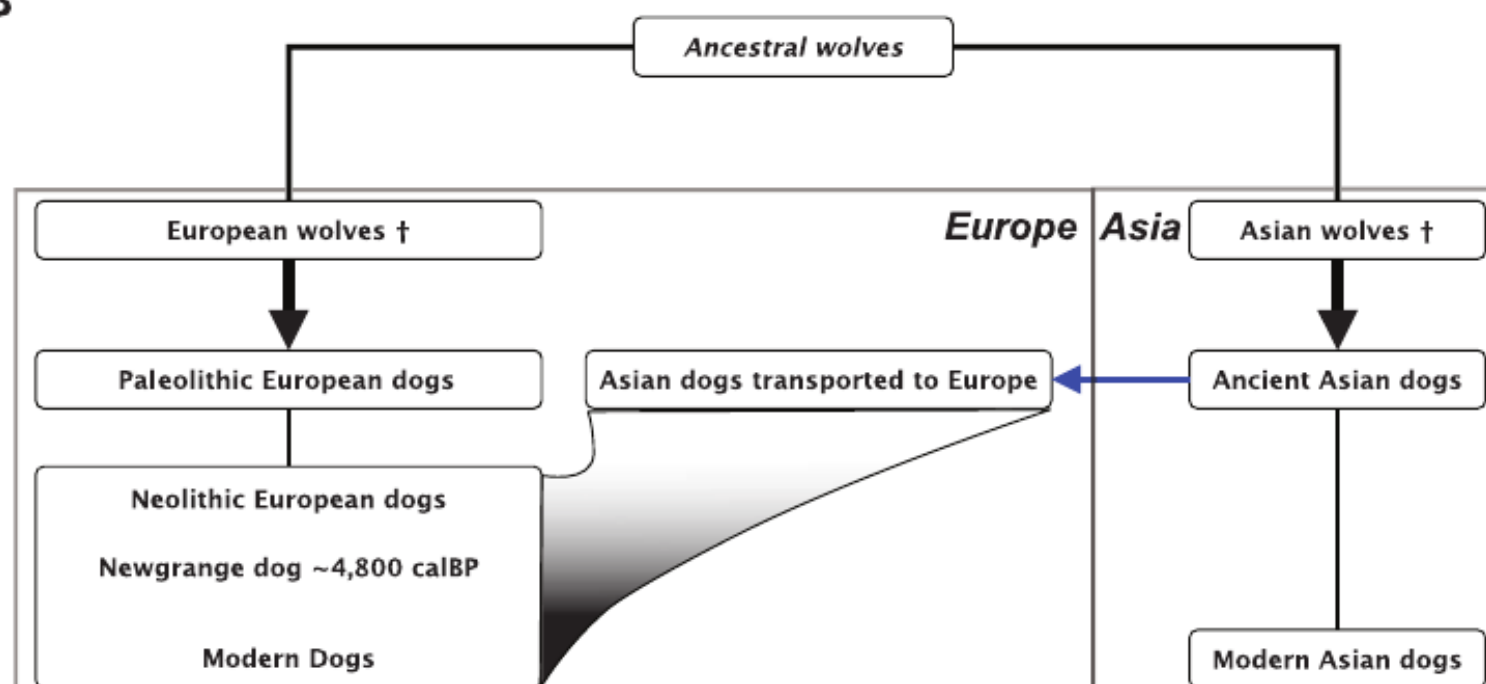 Ancestral wolves
European wolves †
Europe
Asia
Asian wolves †
Paleolithic European dogs
Asian dogs transported to Europe
Ancient Asian dogs
Neolithic European dogs
Newgrange dog ~4,800 calBP
Modern Dogs
Modern Asian dogs